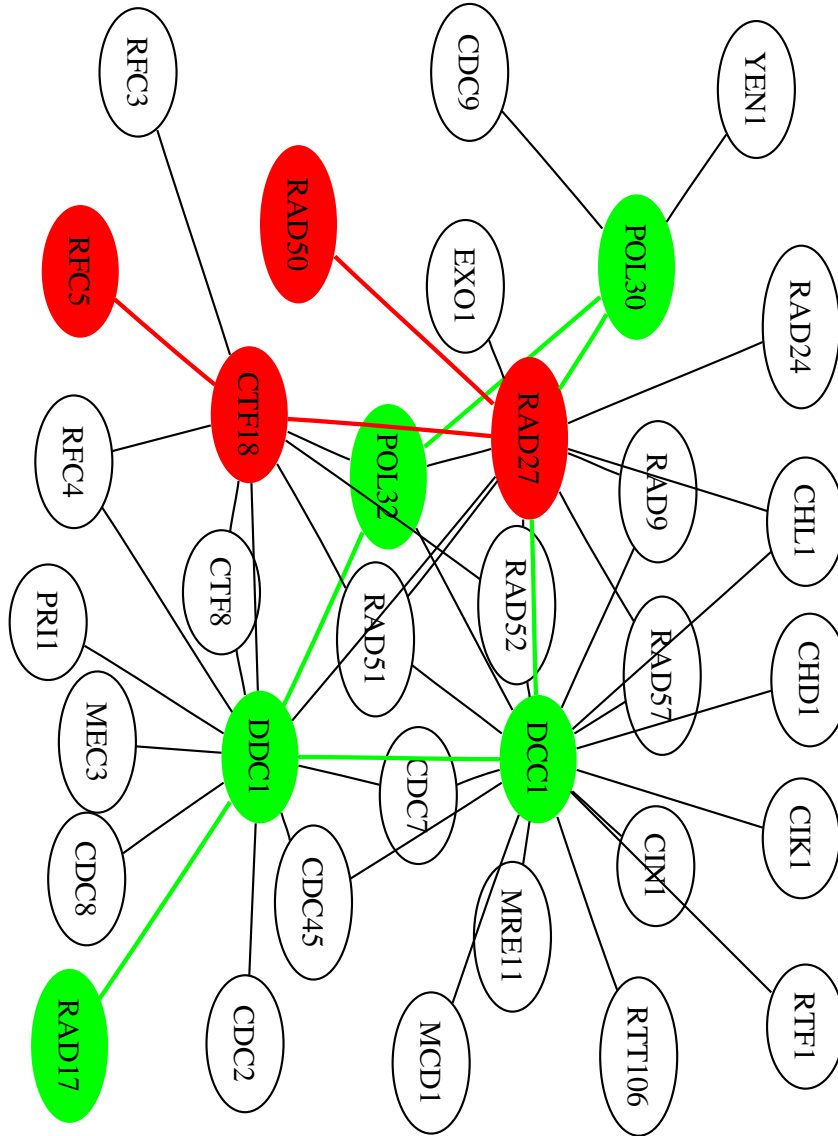 YEN1
CDC9
RFC3
RAD50
RFC5
POL30
EXO1
RAD24
CTF18
RAD27
POL32
RFC4
RAD9
CHL1
CTF8
RAD52
PRI1
RAD51
RAD57
CHD1
MEC3
DDC1
DCC1
CDC7
CIK1
CDC8
CDC45
CIN1
MRE11
RAD17
CDC2
MCD1
RTT106
RTF1